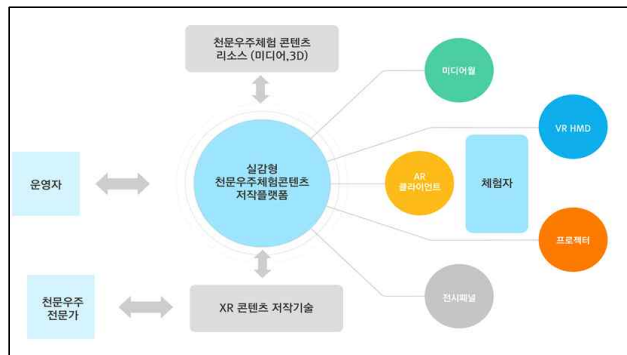 천문우주체험 콘텐츠
리소스 (미디어,3D)
미디어월
VR HMD
실감형
천문우주체험콘텐츠
저작플랫폼
운영자
AR
클라이언트
체험자
프로젝터
천문우주
전문가
XR 콘텐츠 저작기술
전시패널